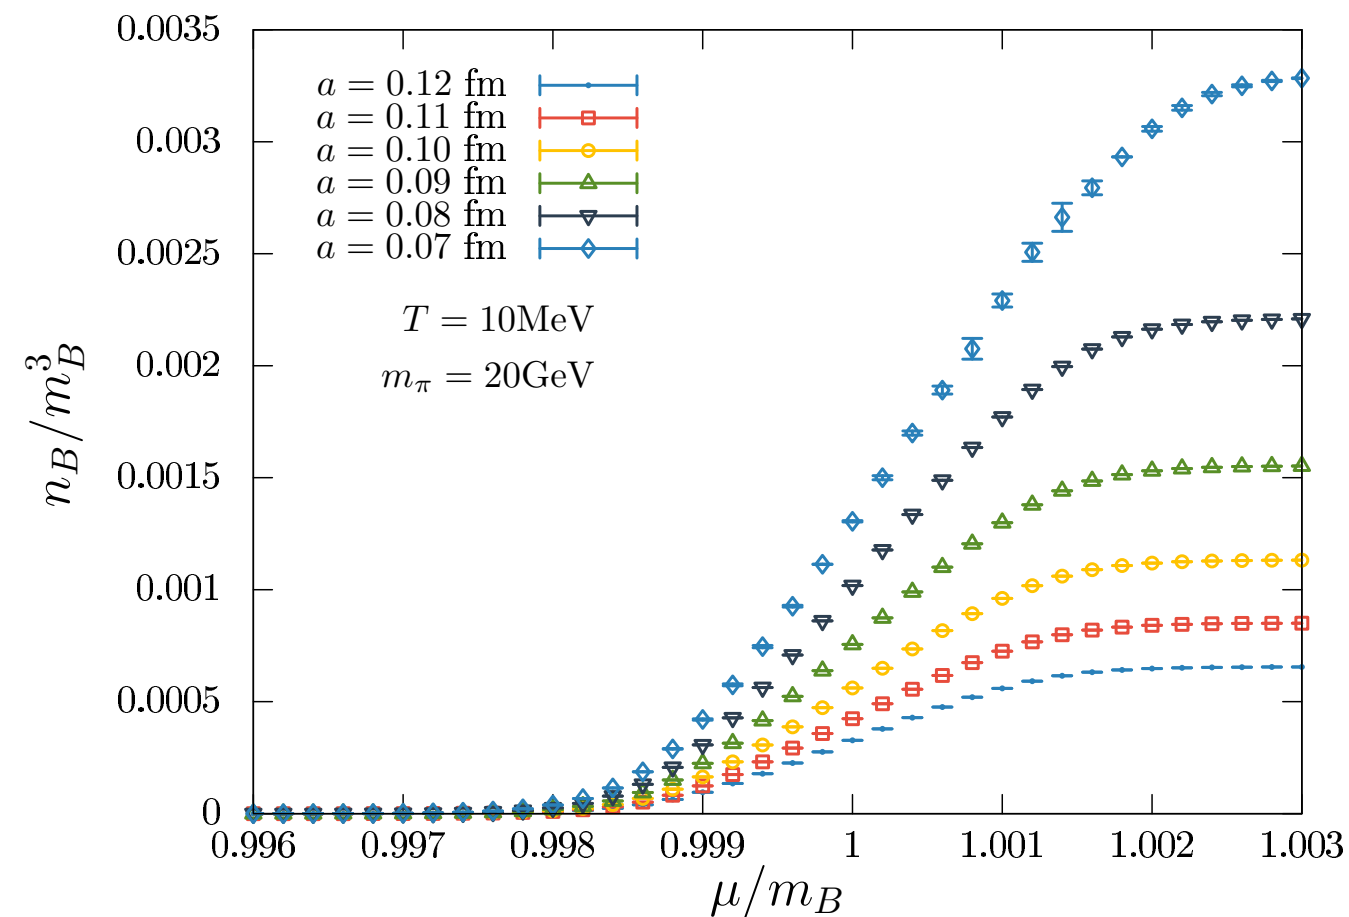 0.0035
0.003
0.0025
0.002
0.0015
0.001
0.0005
0
n_B/m_B^3
a = 0.12 fm
a = 0.11 fm
a = 0.10 fm
a = 0.09 fm
a = 0.08 fm
a = 0.07 fm
T = 10MeV
m_π = 20GeV
0.996 0.997 0.998 0.999 1 1.001 1.002 1.003
μ/m_B